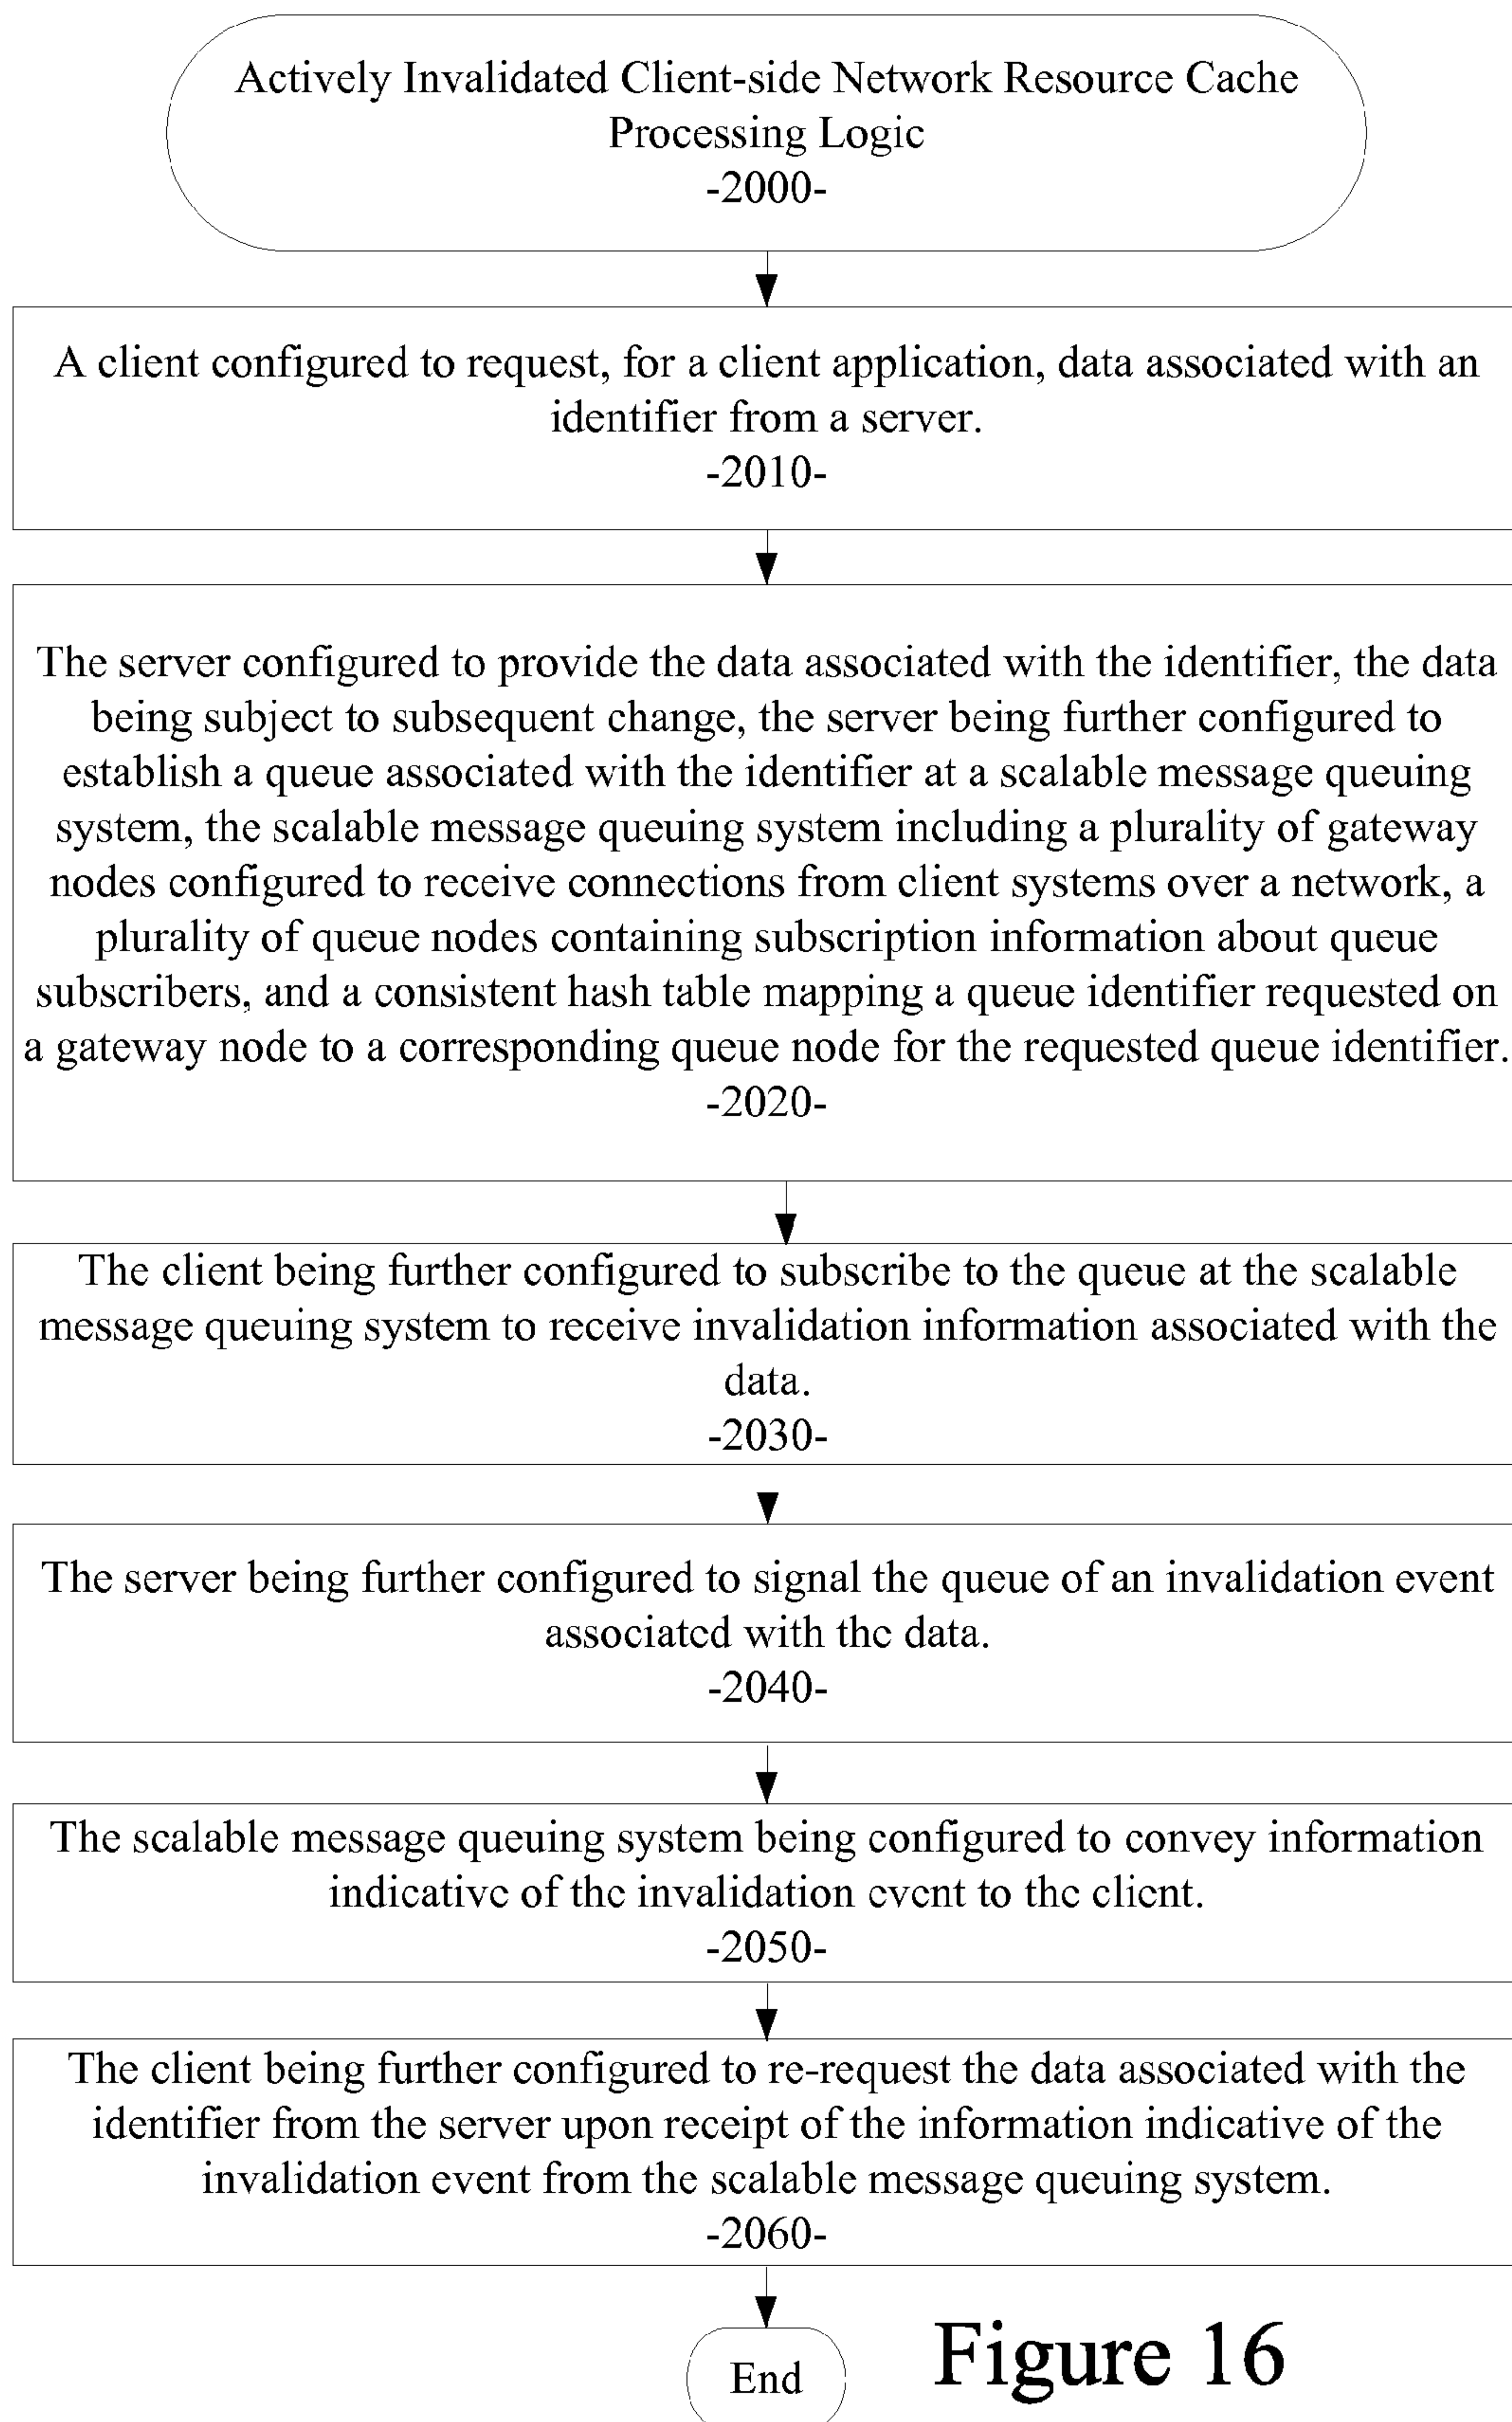 Actively Invalidated Client-side Network Resource Cache
Processing Logic
-2000-
A client configured to request, for a client application, data associated with an
identifier from a server.
-2010-
The server configured to provide the data associated with the identifier, the data
being subject to subsequent change, the server being further configured to
establish a queue associated with the identifier at a scalable message queuing
system, the scalable message queuing system including a plurality of gateway
nodes configured to receive connections from client systems over a network, a
plurality of queue nodes containing subscription information about queue
subscribers, and a consistent hash table mapping a queue identifier requested on
a gateway node to a corresponding queue node for the requested queue identifier.
-2020-
The client being further configured to subscribe to the queue at the scalable
message queuing system to receive invalidation information associated with the
data.
-2030-
The server being further configured to signal the queue of an invalidation event
associated with the data.
-2040-
The scalable message queuing system being configured to convey information
indicative of the invalidation event to the client.
-2050-
The client being further configured to re-request the data associated with the
identifier from the server upon receipt of the information indicative of the
invalidation event from the scalable message queuing system.
-2060-
End
Figure 16